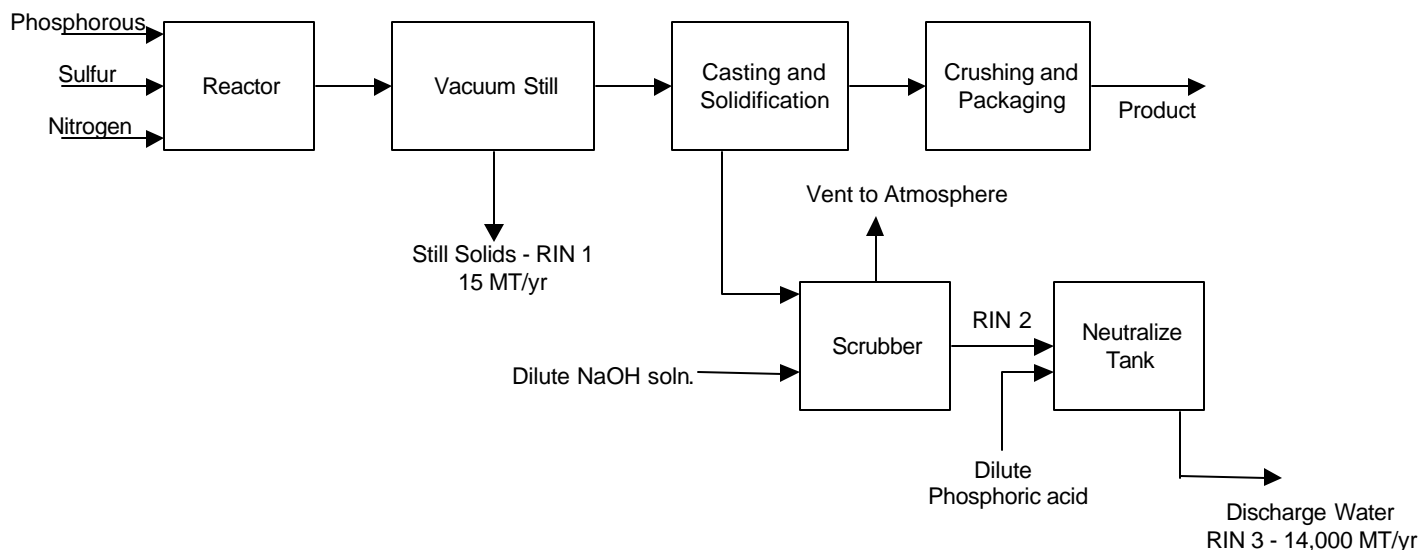 Phosphorous
Sulfur
Nitrogen
Reactor
Vacuum Still
Casting and
Solidification
Crushing and
Packaging
Product
Still Solids - RIN 1
15 MT/yr
Vent to Atmosphere
Dilute NaOH soln.
Scrubber
RIN 2
Neutralize
Tank
Dilute
Phosphoric acid
Discharge Water
RIN 3 - 14,000 MT/yr